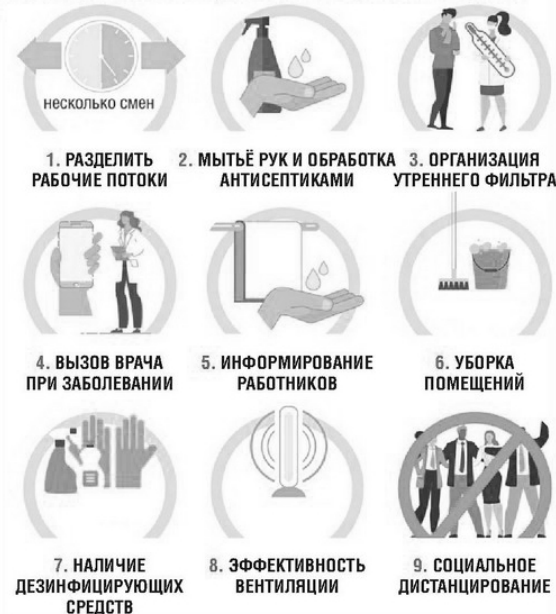 несколько смен
1. РАЗДЕЛИТЬ
РАБОЧИЕ ПОТОКИ
2. МЫТЬЁ РУК И ОБРАБОТКА
АНТИСЕПТИКАМИ
3. ОРГАНИЗАЦИЯ
УТРЕННЕГО ФИЛЬТРА
4. ВЫЗОВ ВРАЧА
ПРИ ЗАБОЛЕВАНИИ
5. ИНФОРМИРОВАНИЕ
РАБОТНИКОВ
6. УБОРКА
ПОМЕЩЕНИЙ
7. НАЛИЧИЕ
ДЕЗИНФИЦИРУЮЩИХ
СРЕДСТВ
8. ЭФФЕКТИВНОСТЬ
ВЕНТИЛЯЦИИ
9. СОЦИАЛЬНОЕ
ДИСТАНЦИРОВАНИЕ